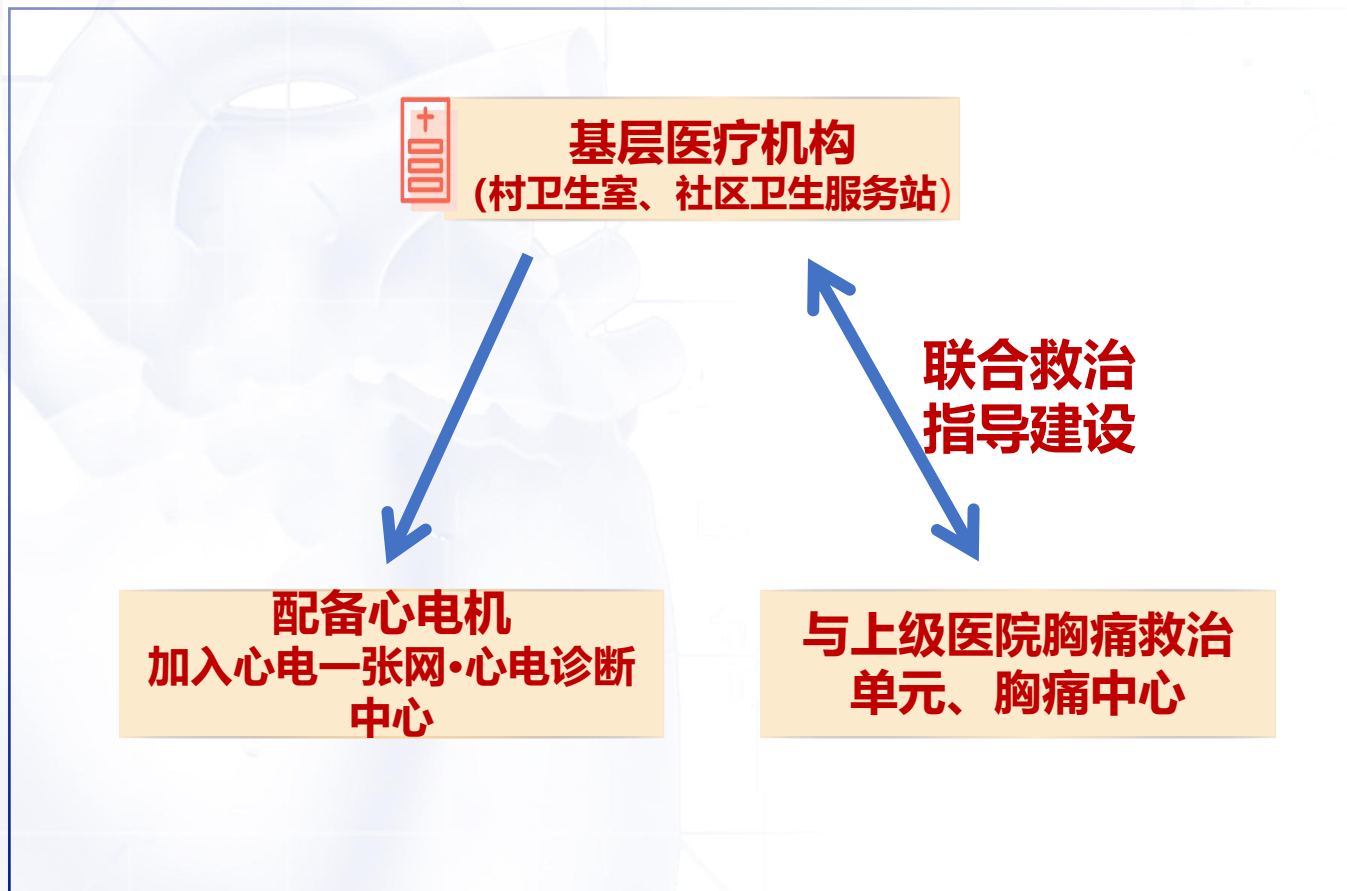 基层医疗机构
(村卫生室、社区卫生服务站）
联合救治
指导建设
配备心电机
加入心电一张网•心电诊断
中心
与上级医院胸痛救治
单元、胸痛中心